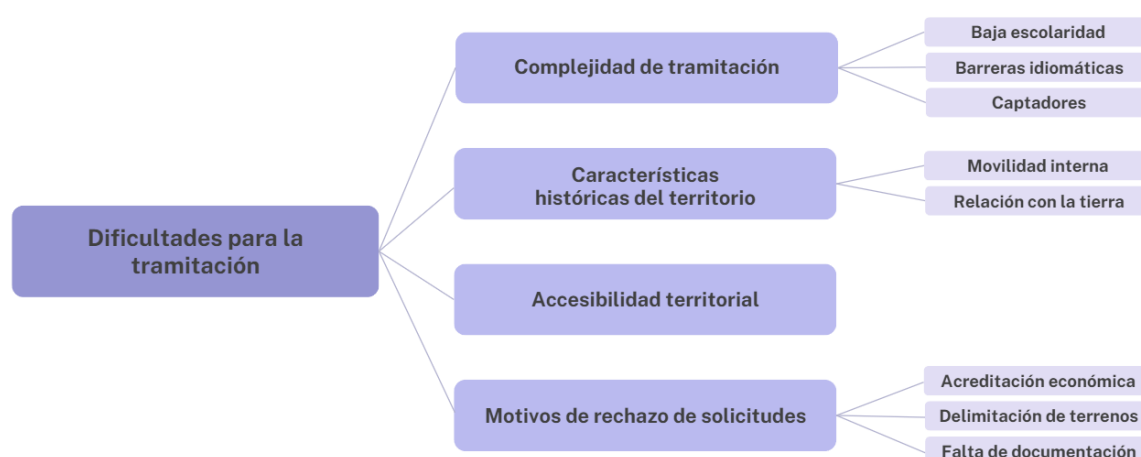 Dificultades para la
tramitación
Complejidad de tramitación
Baja escolaridad
Barreras idiomáticas
Captadores
Características
históricas del territorio
Movilidad interna
Relación con la tierra
Accesibilidad territorial
Motivos de rechazo de solicitudes
Acreditación económica
Delimitación de terrenos
Falta de documentación